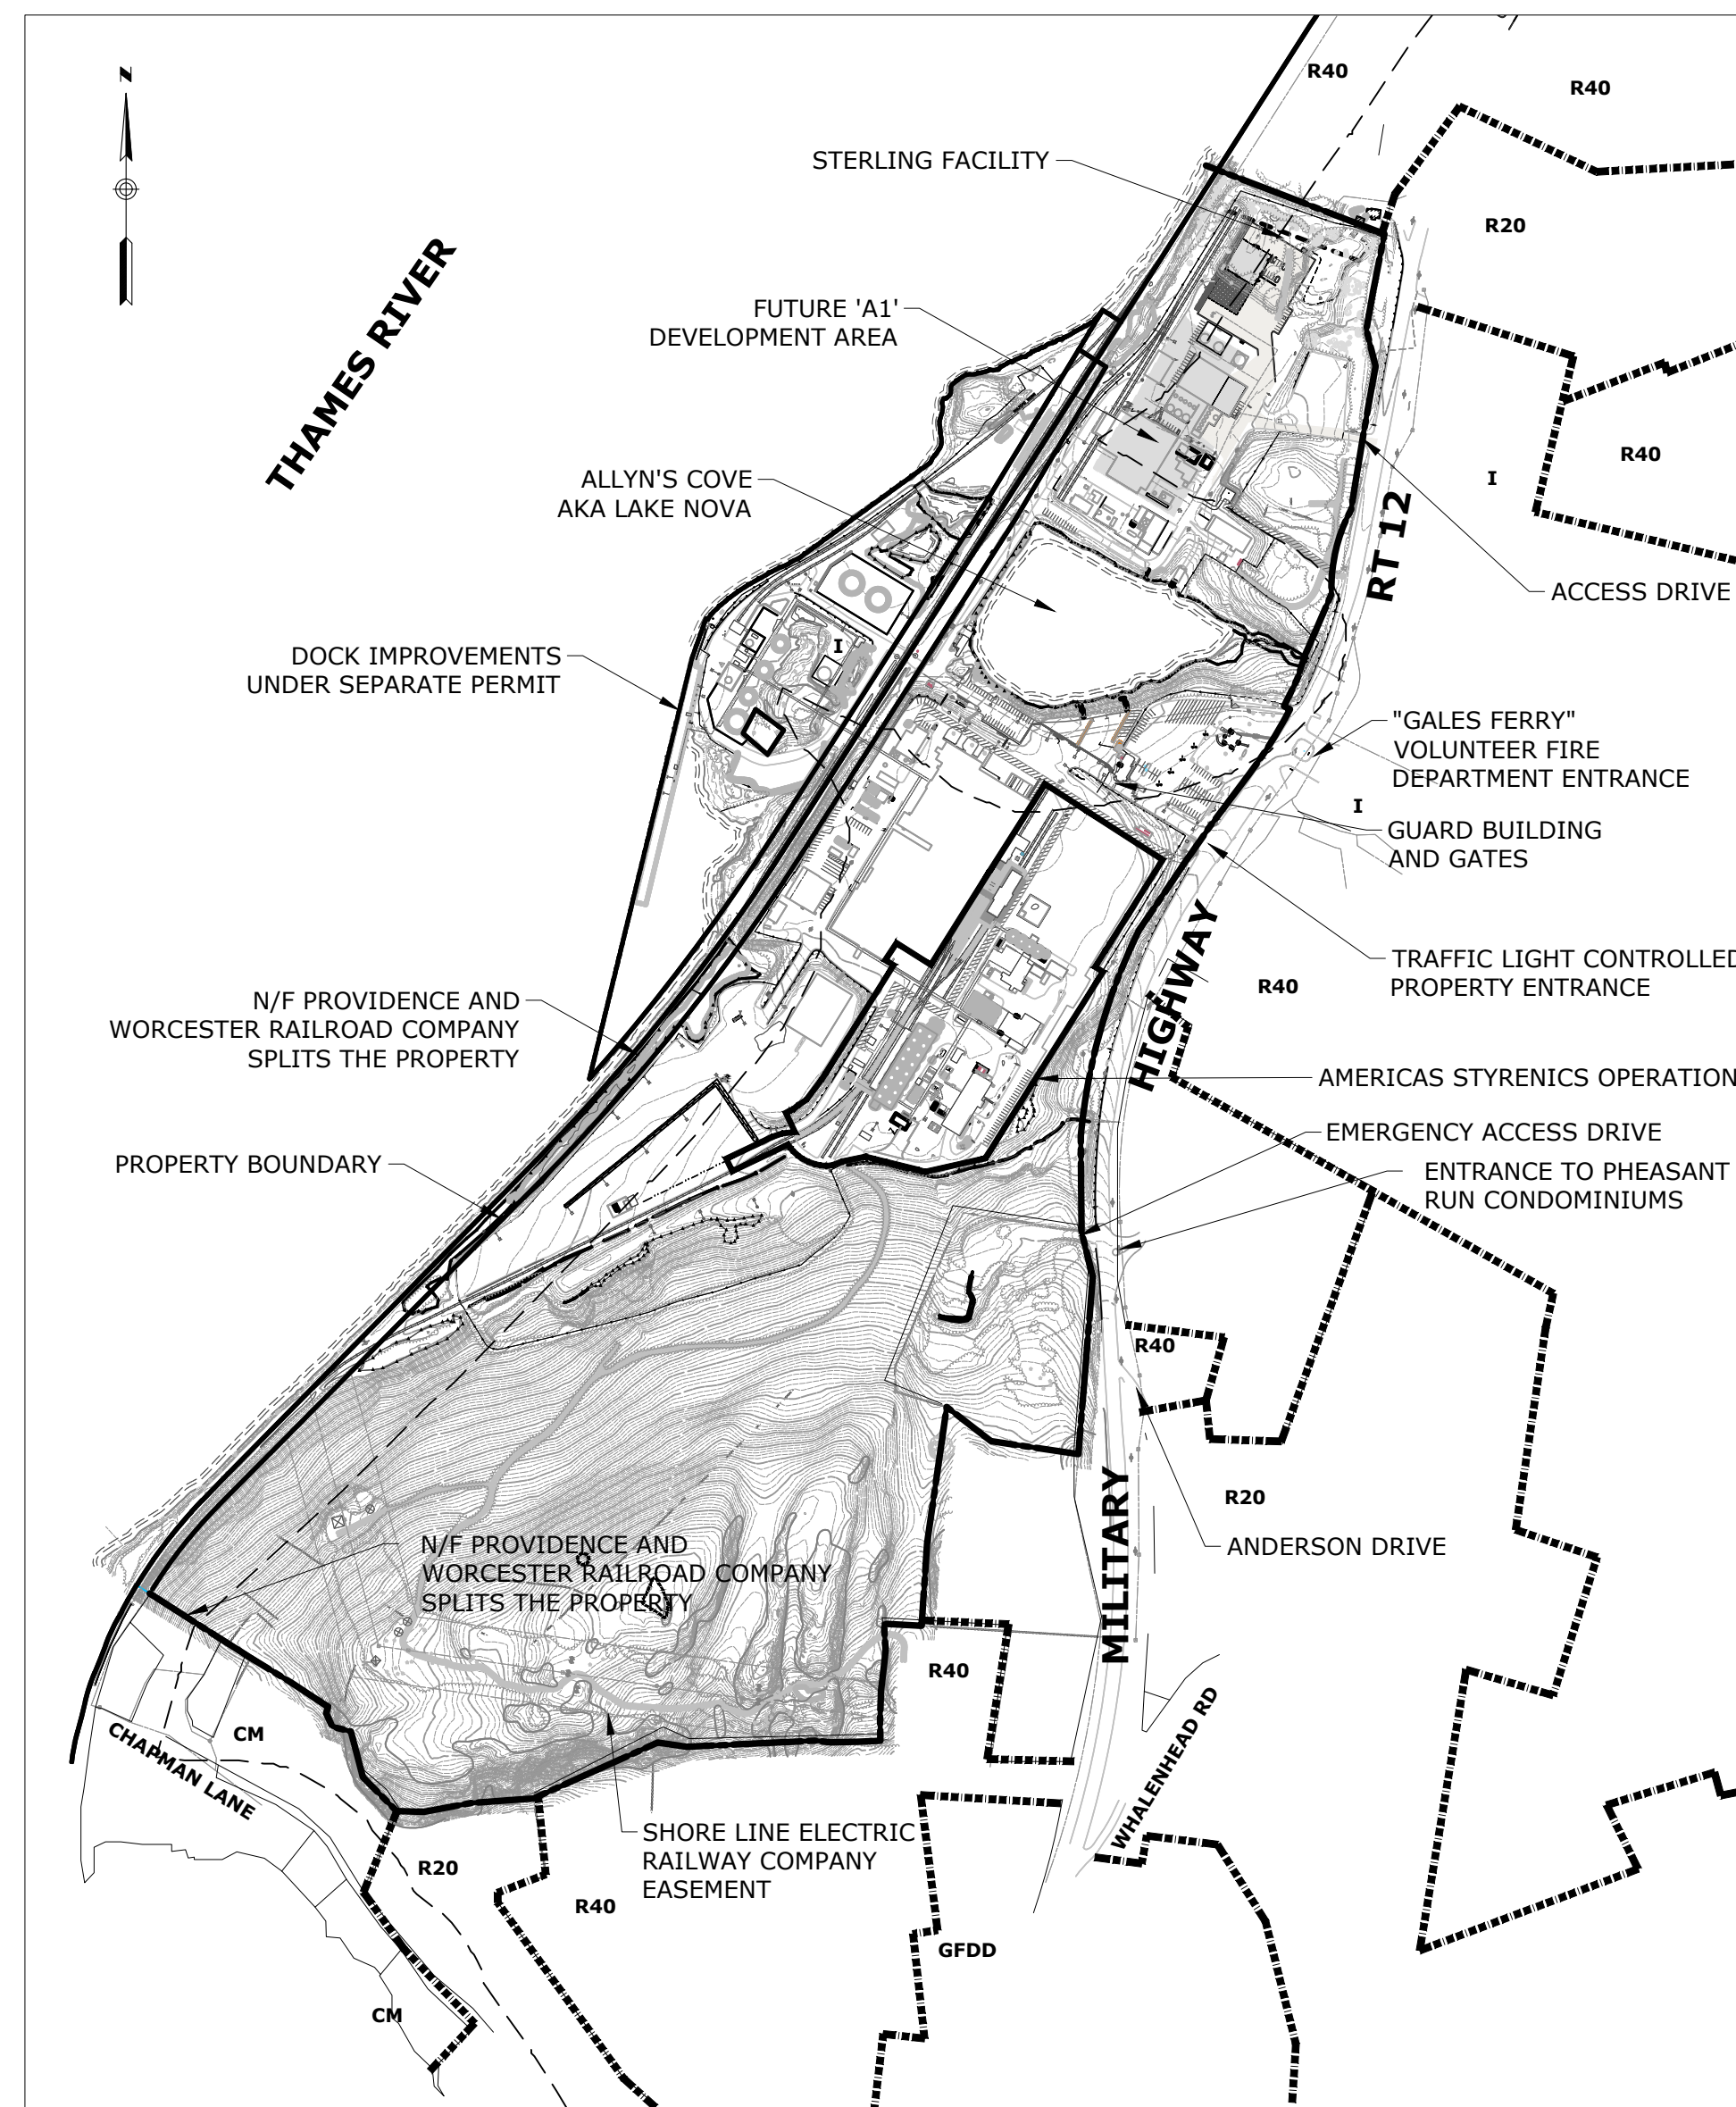 N
R40
R40
STERLING FACILITY
R20
THAMES RIVER
FUTURE 'A1'
DEVELOPMENT AREA
R40
I
ALLYN'S COVE
AKA LAKE NOVA
RT 12
ACCESS DRIVE
I
DOCK IMPROVEMENTS
UNDER SEPARATE PERMIT
"GALES FERRY"
VOLUNTEER FIRE
DEPARTMENT ENTRANCE
I
GUARD BUILDING
AND GATES
HIGHWAY
TRAFFIC LIGHT CONTROLLED
PROPERTY ENTRANCE
R40
N/F PROVIDENCE AND
WORCESTER RAILROAD COMPANY
SPLITS THE PROPERTY
AMERICAS STYRENICS OPERATION
EMERGENCY ACCESS DRIVE
PROPERTY BOUNDARY
ENTRANCE TO PHEASANT
RUN CONDOMINIUMS
R40
R20
MILITARY
ANDERSON DRIVE
N/F PROVIDENCE AND
WORCESTER RAILROAD COMPANY
SPLITS THE PROPERTY
R40
WHALENHEAD RD
CM
CHAPMAN LANE
SHORE LINE ELECTRIC
RAILWAY COMPANY
EASEMENT
R20
R40
GFDD
CM